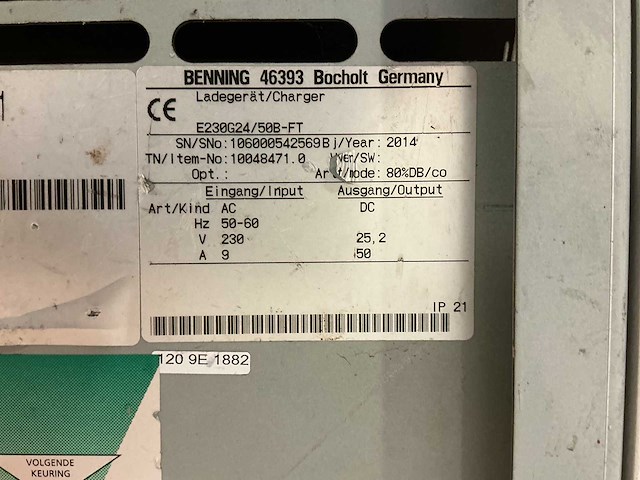 BENNING 46393 Bocholt Germany
Ladegerät/Charger
CE
E230G24/50B-FT
SN/SNo: 106000542569 Bj/Year: 2014
TN/Item-No: 10048471.0 /SW:
Opt.: Art/mode: 80%DB/co
Eingang/Input Ausgang/Output
Art/Kind AC DC
Hz 50-60
V 230 25,2
A 9 50
IP 21
120 9E 1882
VOLGENDE
KEURING